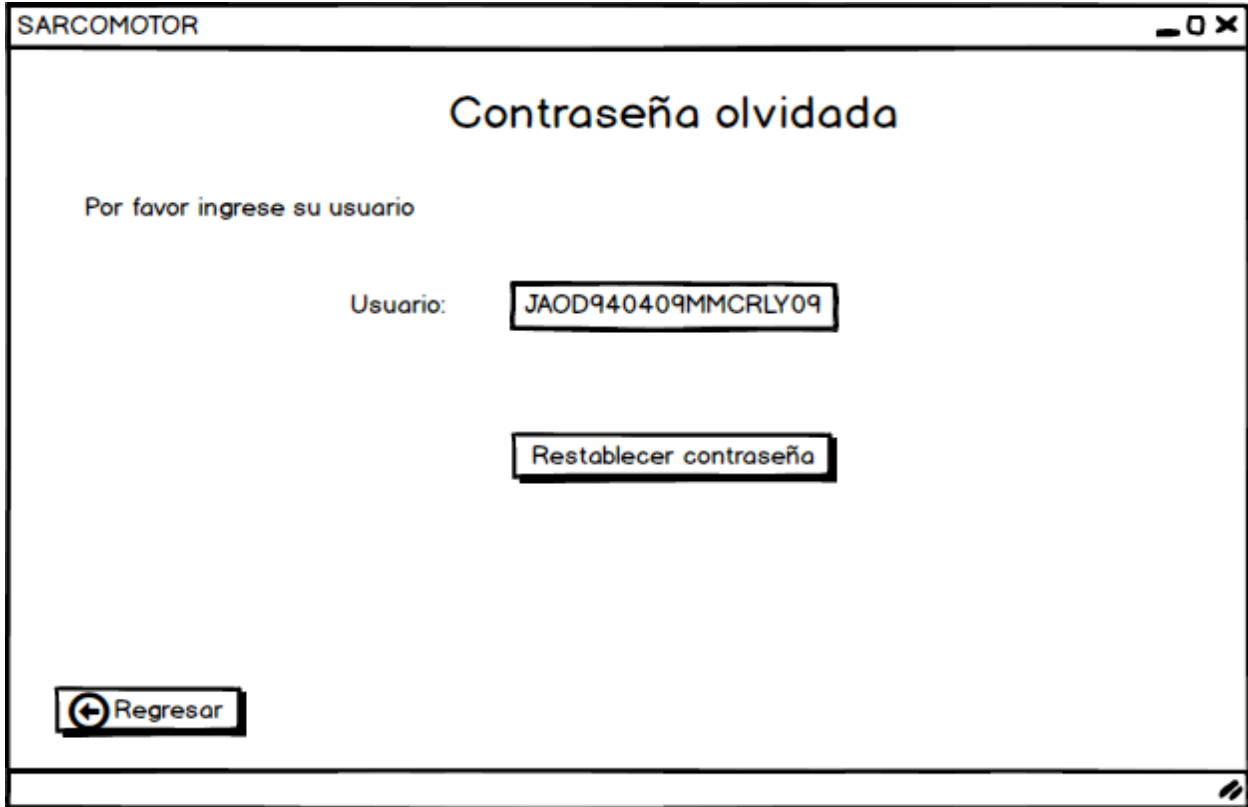 SARCOMOTOR
Contraseña olvidada
Por favor ingrese su usuario
Usuario: JAOD940409MMCRLY09
Restablecer contraseña
Regresar